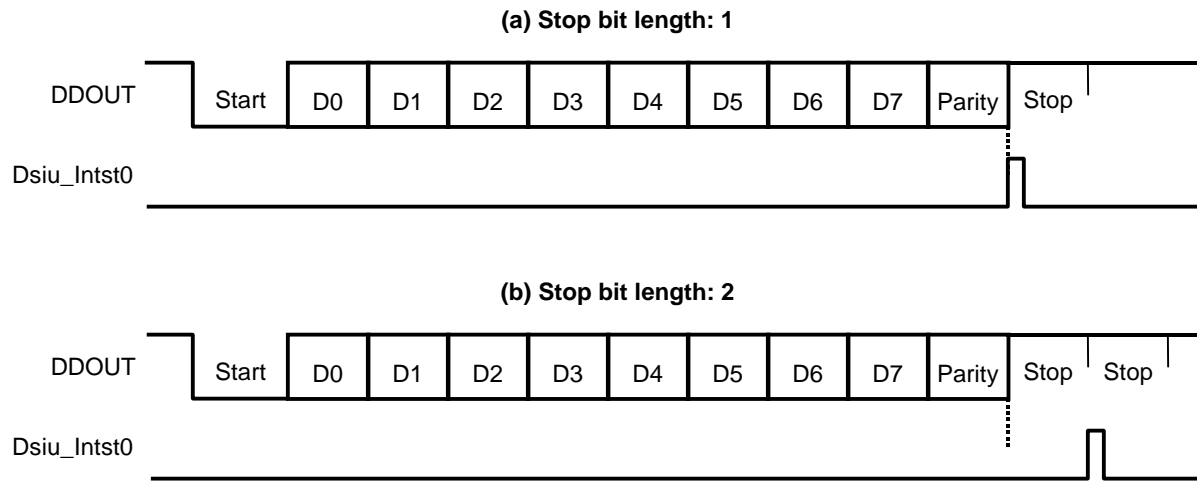 (a) Stop bit length: 1
DDOUT Start D0 D1 D2 D3 D4 D5 D6 D7 Parity Stop
Dsiu_Intst0
(b) Stop bit length: 2
DDOUT Start D0 D1 D2 D3 D4 D5 D6 D7 Parity Stop Stop
Dsiu_Intst0